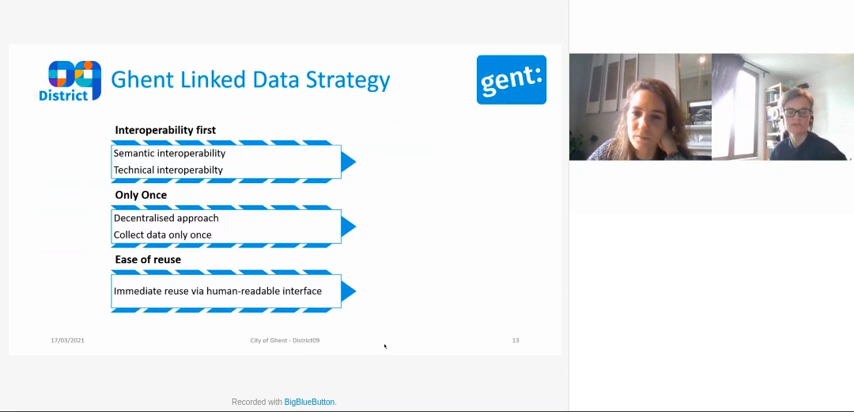 District
Ghent Linked Data Strategy
gent:
Interoperability first
Semantic interoperability
Technical interoperabilty
Only Once
Decentralised approach
Collect data only once
Ease of reuse
Immediate reuse via human-readable interface
17/03/2021
City of Ghent - District09
13
Recorded with BigBlueButton.